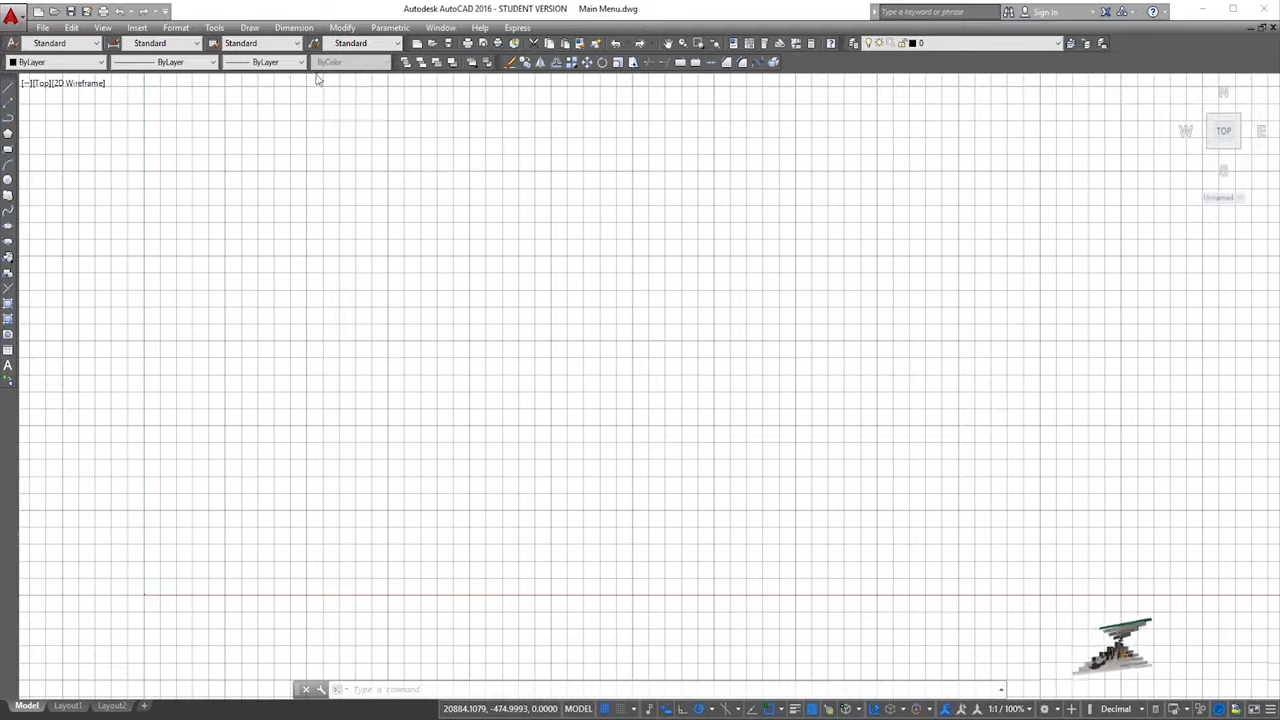 Autodesk AutoCAD 2016 - STUDENT VERSION Main Menu.dwg
Type a keyword or phrase
Sign In
File Edit View Insert Format Tools Draw Dimension Modify Parametric Window Help Express
Standard Standard Standard Standard 0
ByLayer ByLayer ByLayer ByColor
[−][Top][2D Wireframe]
N
W TOP E
S
Unnamed
A
Type a command
Model Layout1 Layout2 + 20884.1079, -474.9993, 0.0000 MODEL 1:1 / 100% Decimal